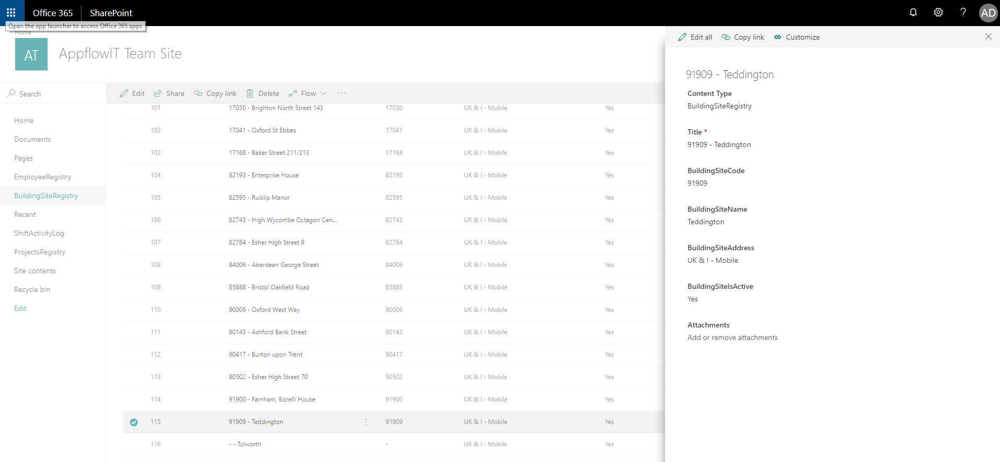 Office 365 SharePoint AD
Open the app launcher to access Office 365 apps
Home
AT AppflowIT Team Site
Search
Home
Documents
Pages
EmployeeRegistry
BuildingSiteRegistry
Recent
ShiftActivityLog
ProjectsRegistry
Site contents
Recycle bin
Edit
Edit Share Copy link Delete Flow ...
101 17030 - Brighton North Street 143 17030 UK & I - Mobile Yes
102 17041 - Oxford St Ebbes 17041 UK & I - Mobile Yes
103 17168 - Baker Street 211/213 17168 UK & I - Mobile Yes
104 82193 - Enterprise House 82193 UK & I - Mobile Yes
105 82595 - Ruislip Manor 82595 UK & I - Mobile Yes
106 82743 - High Wycombe Octagon Cen... 82743 UK & I - Mobile Yes
107 82764 - Esher High Street 9 82764 UK & I - Mobile Yes
108 84006 - Aberdeen George Street 84006 UK & I - Mobile Yes
109 85888 - Bristol Oakfield Road 85888 UK & I - Mobile Yes
110 90006 - Oxford West Way 90006 UK & I - Mobile Yes
111 90143 - Ashford Bank Street 90143 UK & I - Mobile Yes
112 90417 - Burton upon Trent 90417 UK & I - Mobile Yes
113 90502 - Esher High Street 70 90502 UK & I - Mobile Yes
114 91900 - Farnham, Borelli House 91900 UK & I - Mobile Yes
115 91909 - Teddington 91909 UK & I - Mobile Yes
116 - - Tolworth - UK & I - Mobile Yes
Edit all Copy link Customize
91909 - Teddington
Content Type
BuildingSiteRegistry
Title *
91909 - Teddington
BuildingSiteCode
91909
BuildingSiteName
Teddington
BuildingSiteAddress
UK & I - Mobile
BuildingSiteIsActive
Yes
Attachments
Add or remove attachments